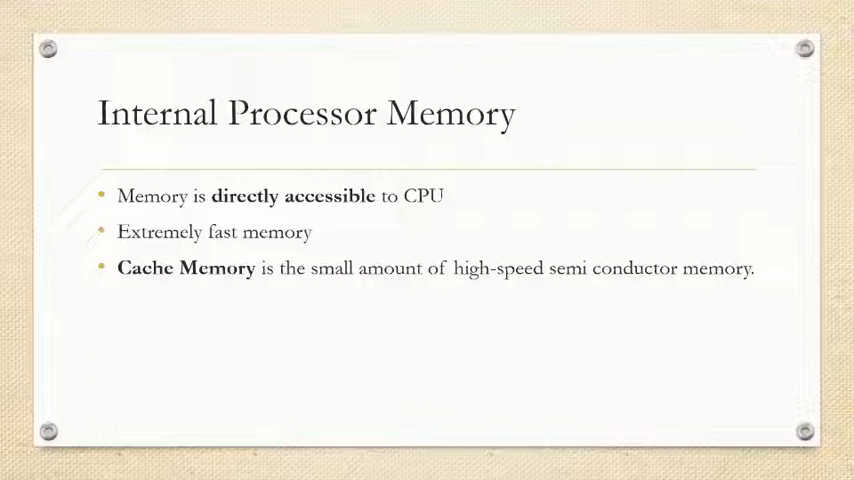 Internal Processor Memory
• Memory is directly accessible to CPU
• Extremely fast memory
• Cache Memory is the small amount of high-speed semi conductor memory.